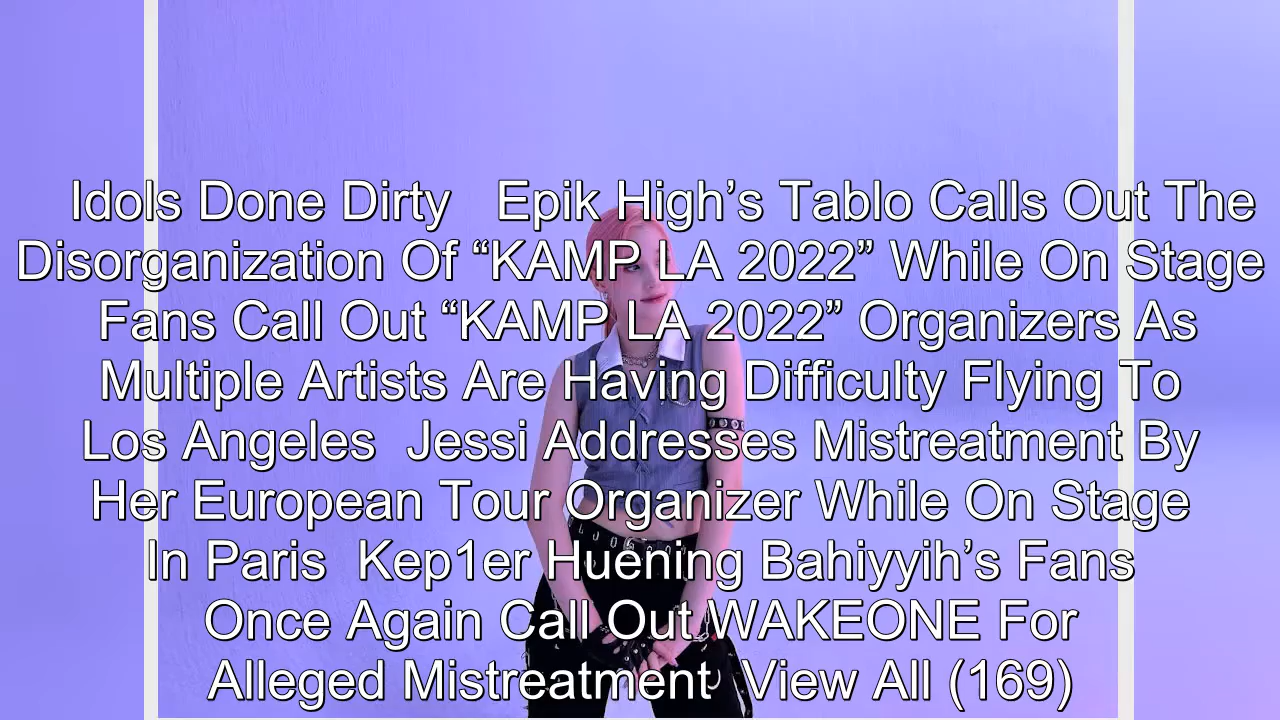 Idols Done Dirty   Epik High’s Tablo Calls Out The
Disorganization Of “KAMP LA 2022” While On Stage
Fans Call Out “KAMP LA 2022” Organizers As
Multiple Artists Are Having Difficulty Flying To
Los Angeles  Jessi Addresses Mistreatment By
Her European Tour Organizer While On Stage
In Paris  Kep1er Huening Bahiyyih’s Fans
Once Again Call Out WAKEONE For
Alleged Mistreatment  View All (169)